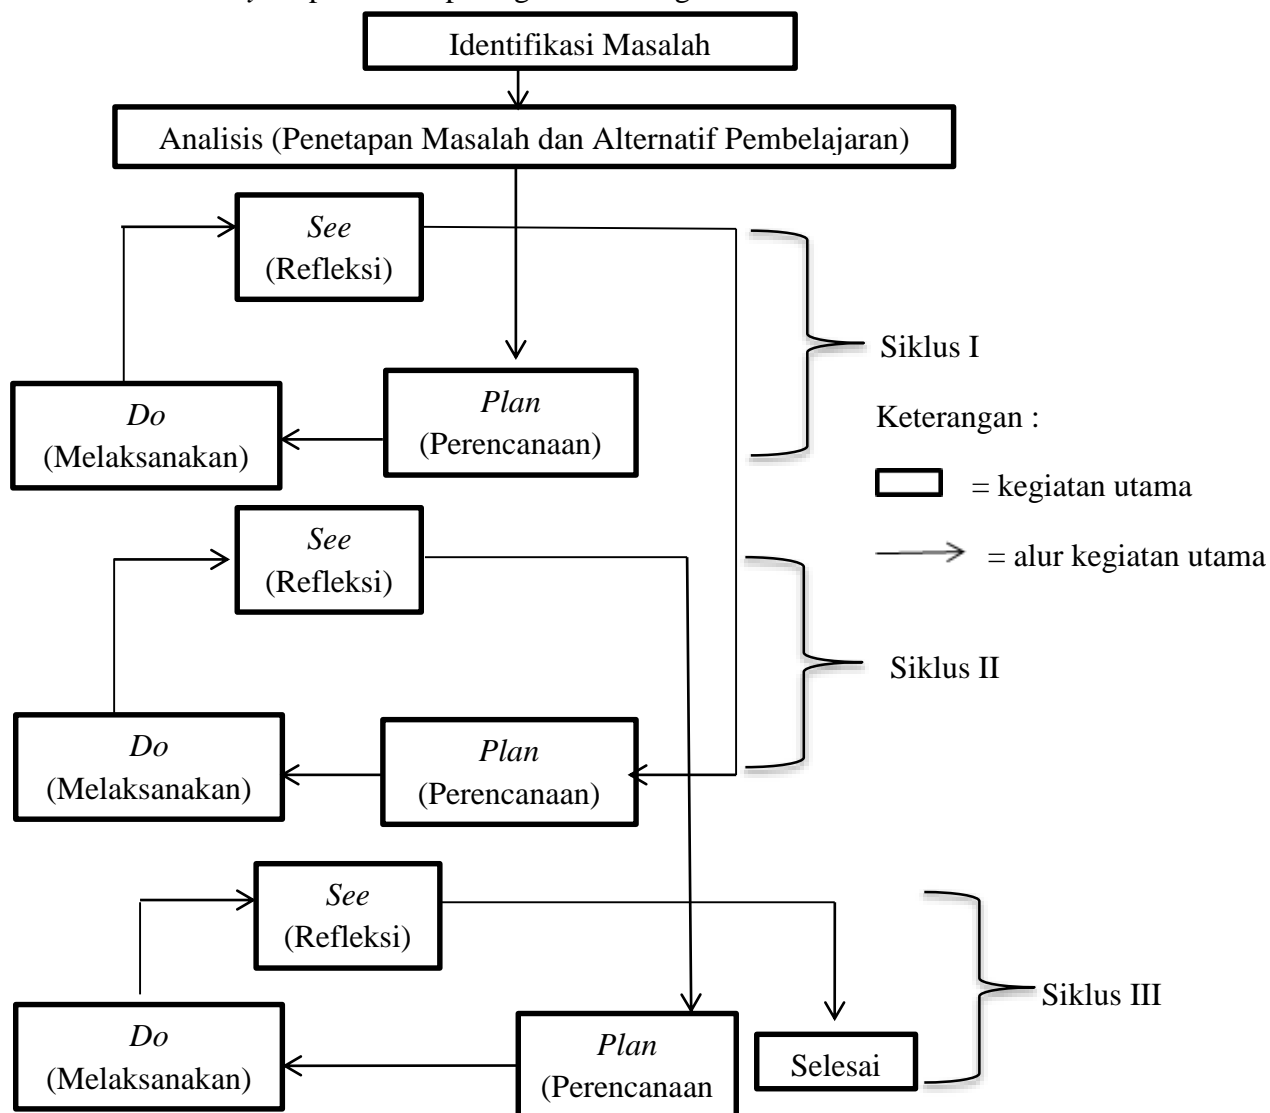 Identifikasi Masalah
Analisis (Penetapan Masalah dan Alternatif Pembelajaran)
See
(Refleksi)
Siklus I
Plan
(Perencanaan)
Do
(Melaksanakan)
Keterangan :
= kegiatan utama
= alur kegiatan utama
See
(Refleksi)
Siklus II
Plan
(Perencanaan)
Do
(Melaksanakan)
See
(Refleksi)
Siklus III
Plan
(Perencanaan
Do
(Melaksanakan)
Selesai